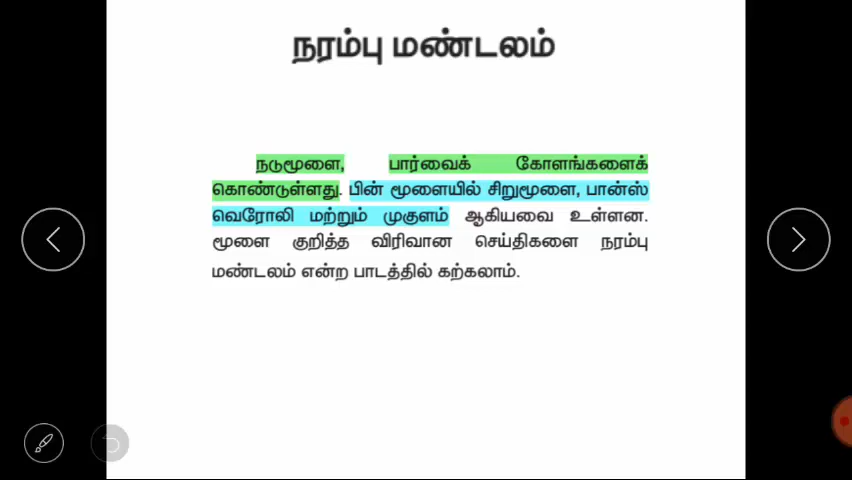 நரம்பு மண்டலம்
நடுமூளை, பார்வைக் கோளங்களைக்
கொண்டுள்ளது. பின் மூளையில் சிறுமூளை, பான்ஸ்
வெரோலி மற்றும் முகுளம் ஆகியவை உள்ளன.
மூளை குறித்த விரிவான செய்திகளை நரம்பு
மண்டலம் என்ற பாடத்தில் கற்கலாம்.